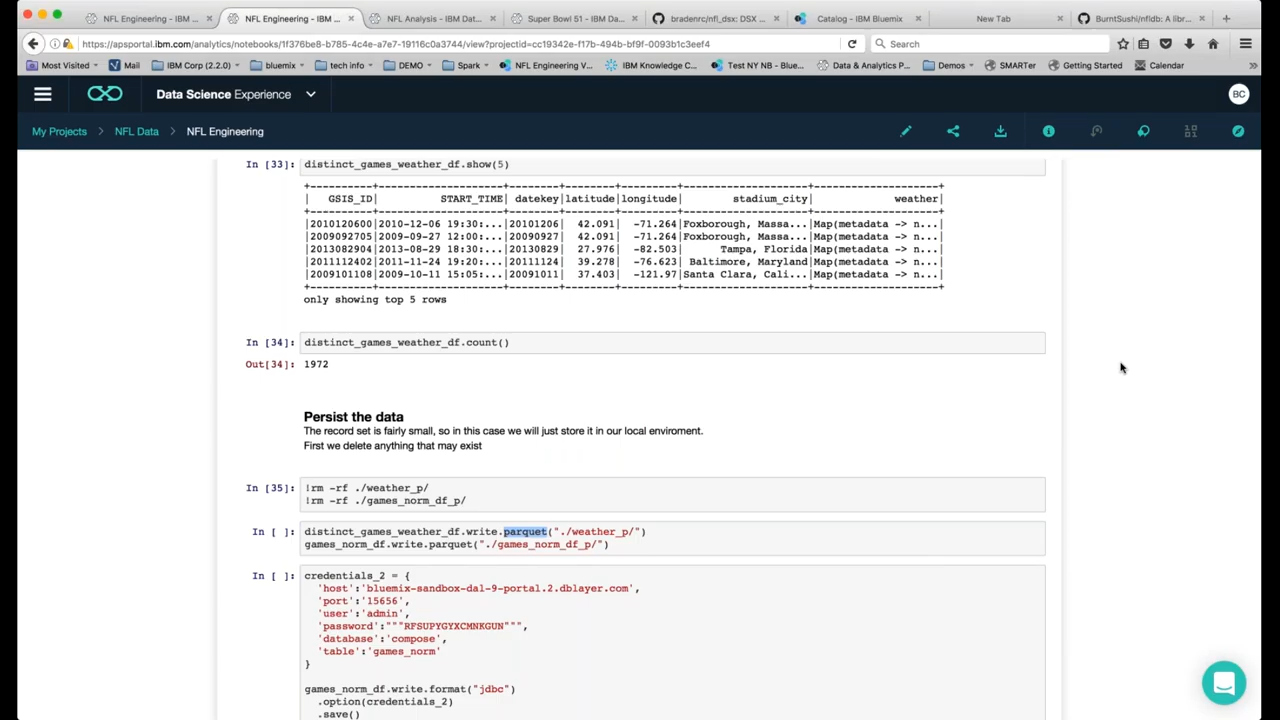 NFL Engineering - IBM ...
NFL Engineering - IBM ...
NFL Analysis - IBM Dat...
Super Bowl 51 - IBM Da...
bradenrc/nfl_dsx: DSX ...
Catalog - IBM Bluemix
New Tab
BurntSushi/nfldb: A librar...
https://apsportal.ibm.com/analytics/notebooks/1f376be8-b785-4c4e-a7e7-19116c0a3744/view?projectid=cc19342e-f17b-494b-bf9f-0093b1c3eef4
Search
Most Visited
Mail
IBM Corp (2.2.0)
bluemix
tech info
DEMO
Spark
NFL Engineering V...
IBM Knowledge C...
Test NY NB - Blue...
Data & Analytics P...
Demos
SMARTer
Getting Started
Calendar
Data Science Experience
BC
My Projects > NFL Data > NFL Engineering
In [33]: distinct_games_weather_df.show(5)
+----------+--------------------+--------+--------+---------+--------------------+--------------------+
| GSIS_ID| START_TIME| datekey|latitude|longitude| stadium_city| weather|
+----------+--------------------+--------+--------+---------+--------------------+--------------------+
|2010120600|2010-12-06 19:30:...|20101206| 42.091| -71.264|Foxborough, Massa...|Map(metadata -> n...|
|2009092705|2009-09-27 12:00:...|20090927| 42.091| -71.264|Foxborough, Massa...|Map(metadata -> n...|
|2013082904|2013-08-29 18:30:...|20130829| 27.976| -82.503| Tampa, Florida|Map(metadata -> n...|
|2011112402|2011-11-24 19:20:...|20111124| 39.278| -76.623| Baltimore, Maryland|Map(metadata -> n...|
|2009101108|2009-10-11 15:05:...|20091011| 37.403| -121.97|Santa Clara, Cali...|Map(metadata -> n...|
+----------+--------------------+--------+--------+---------+--------------------+--------------------+
only showing top 5 rows
In [34]: distinct_games_weather_df.count()
Out[34]: 1972
Persist the data
The record set is fairly small, so in this case we will just store it in our local enviroment.
First we delete anything that may exist
In [35]: !rm -rf ./weather_p/
!rm -rf ./games_norm_df_p/
In [ ]: distinct_games_weather_df.write.parquet("./weather_p/")
games_norm_df.write.parquet("./games_norm_df_p/")
In [ ]: credentials_2 = {
'host':'bluemix-sandbox-dal-9-portal.2.dblayer.com',
'port':'15656',
'user':'admin',
'password':"""RFSUPYGYXCMNKGUN""",
'database':'compose',
'table':'games_norm'
}
games_norm_df.write.format("jdbc")
.option(credentials_2)
.save()